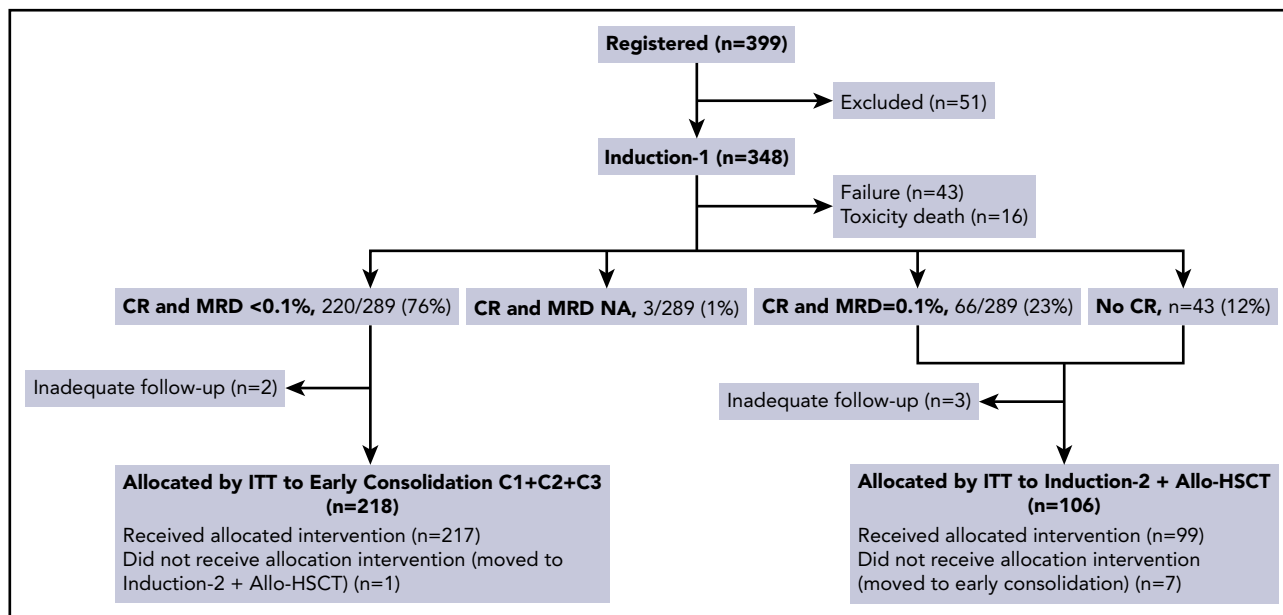 Registered (n=399)
Excluded (n=51)
Induction-1 (n=348)
Failure (n=43)
Toxicity death (n=16)
CR and MRD <0.1%, 220/289 (76%)
CR and MRD NA, 3/289 (1%)
CR and MRD=0.1%, 66/289 (23%)
No CR, n=43 (12%)
Inadequate follow-up (n=2)
Inadequate follow-up (n=3)
Allocated by ITT to Early Consolidation C1+C2+C3
(n=218)
Received allocated intervention (n=217)
Did not receive allocation intervention (moved to
Induction-2 + Allo-HSCT) (n=1)
Allocated by ITT to Induction-2 + Allo-HSCT
(n=106)
Received allocated intervention (n=99)
Did not receive allocation intervention
(moved to early consolidation) (n=7)